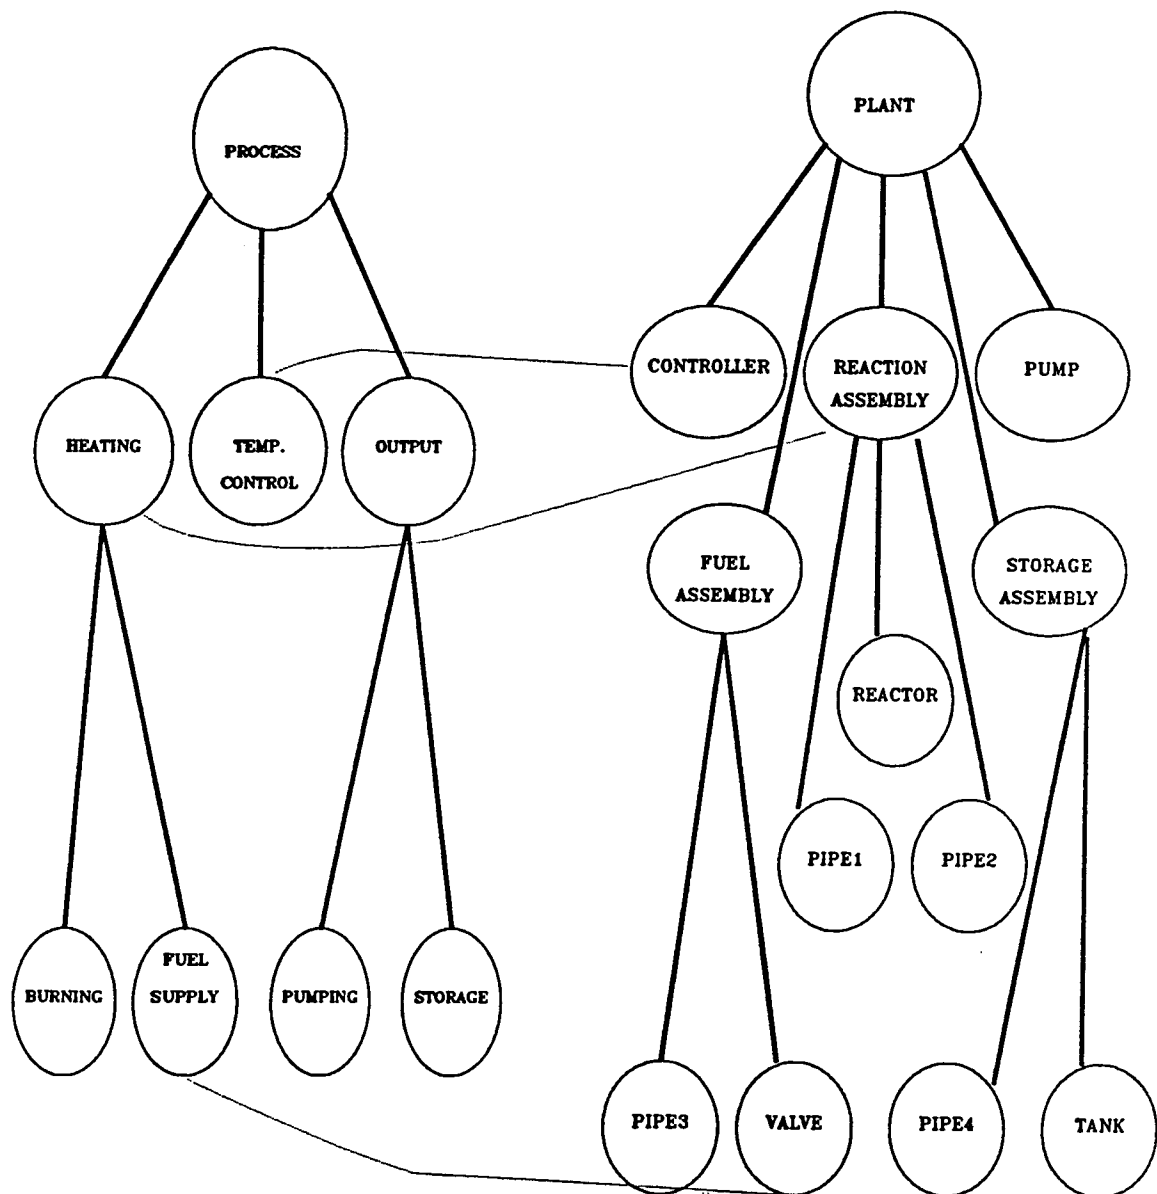 PROCESS
HEATING
TEMP.
CONTROL
OUTPUT
BURNING
FUEL
SUPPLY
PUMPING
STORAGE
PLANT
CONTROLLER
REACTION
ASSEMBLY
PUMP
FUEL
ASSEMBLY
STORAGE
ASSEMBLY
REACTOR
PIPE1
PIPE2
PIPE3
VALVE
PIPE4
TANK